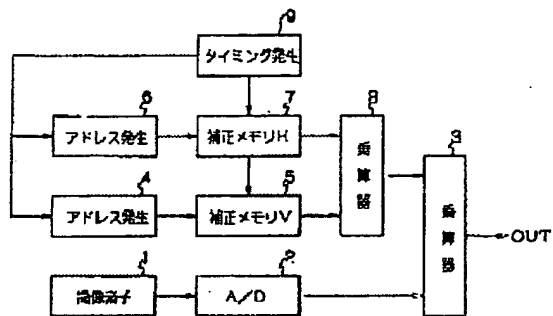 9
タイミング発生
6
アドレス発生
7
補正メモリH
8
乗算器
3
乗算器
OUT
4
アドレス発生
5
補正メモリV
1
撮像素子
2
A/D